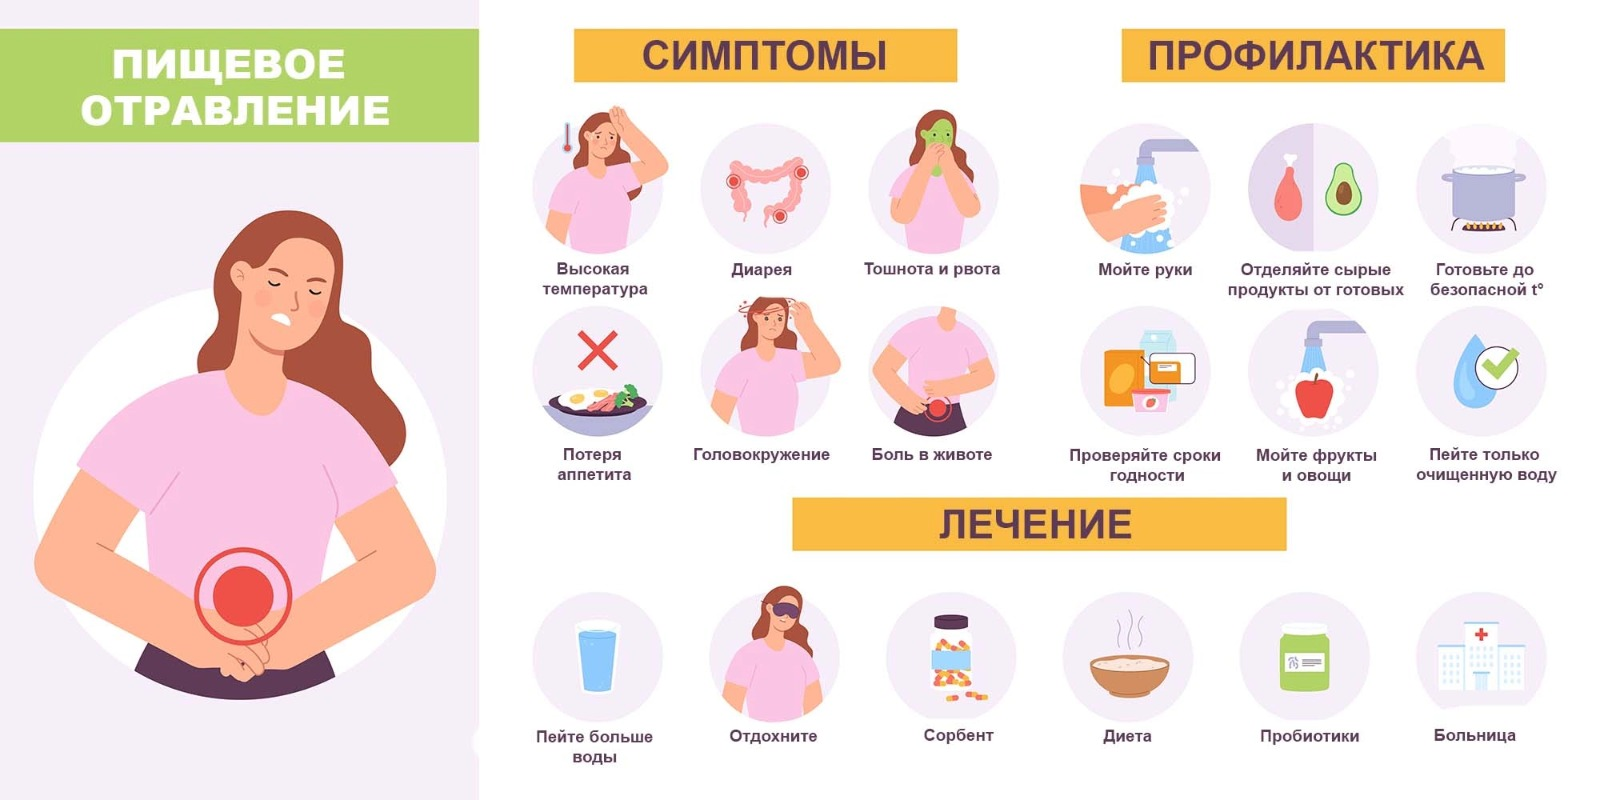 ПИЩЕВОЕ
ОТРАВЛЕНИЕ
СИМПТОМЫ
Высокая
температура
Диарея
Тошнота и рвота
Потеря
аппетита
Головокружение
Боль в животе
ПРОФИЛАКТИКА
Мойте руки
Отделяйте сырые
продукты от готовых
Готовьте до
безопасной t°
Проверяйте сроки
годности
Мойте фрукты
и овощи
Пейте только
очищенную воду
ЛЕЧЕНИЕ
Пейте больше
воды
Отдохните
Сорбент
Диета
Пробиотики
Больница